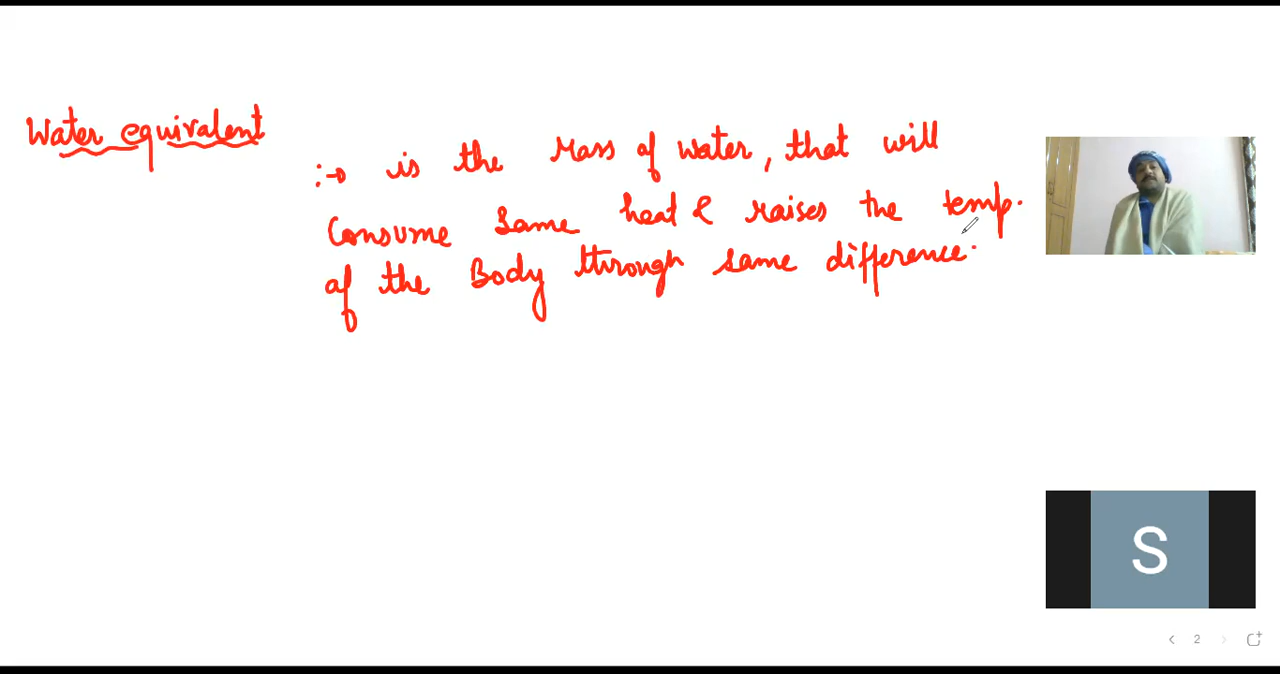 Water equivalent
:→ is the Mass of water, that will
Consume Same heat & raises the temp.
of the Body through same difference.
S
2